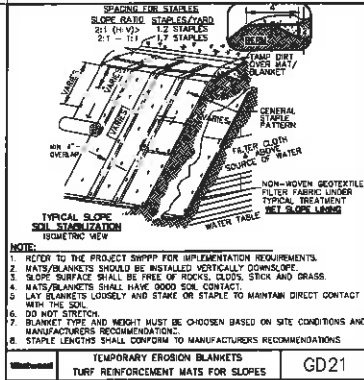 SPACING FOR STAPLES
SLOPE RATIO STAPLES/YARD
2:1 (H:V)> 1.2 STAPLES
2:1 - 1:1 1.7 STAPLES
4"
TAMP DIRT
OVER MAT/
BLANKET
VARIES
VARIES
VARIES
VARIES
GENERAL
STAPLE
PATTERN
MIN. 4"
OVERLAP
FILTER CLOTH
ABOVE
SOURCE OF WATER
NON-WOVEN GEOTEXTILE
FILTER FABRIC UNDER
TYPICAL TREATMENT
WET SLOPE LINING
WATER TABLE
TYPICAL SLOPE
SOIL STABILIZATION
ISOMETRIC VIEW
NOTE:
1. REFER TO THE PROJECT SWPPP FOR IMPLEMENTATION REQUIREMENTS.
2. MATS/BLANKETS SHOULD BE INSTALLED VERTICALLY DOWNSLOPE.
3. SLOPE SURFACE SHALL BE FREE OF ROCKS, CLODS, STICK AND GRASS.
4. MATS/BLANKETS SHALL HAVE GOOD SOIL CONTACT.
5 LAY BLANKETS LOOSELY AND STAKE OR STAPLE TO MAINTAIN DIRECT CONTACT
WITH THE SOIL.
6. DO NOT STRETCH.
7. BLANKET TYPE AND WEIGHT MUST BE CHOOSEN BASED ON SITE CONDITIONS AND
MANUFACTURERS RECOMMENDATIONS.
8. STAPLE LENGTHS SHALL CONFORM TO MANUFACTURERS RECOMMENDATIONS
Westwood
TEMPORARY EROSION BLANKETS
TURF REINFORCEMENT MATS FOR SLOPES
GD21